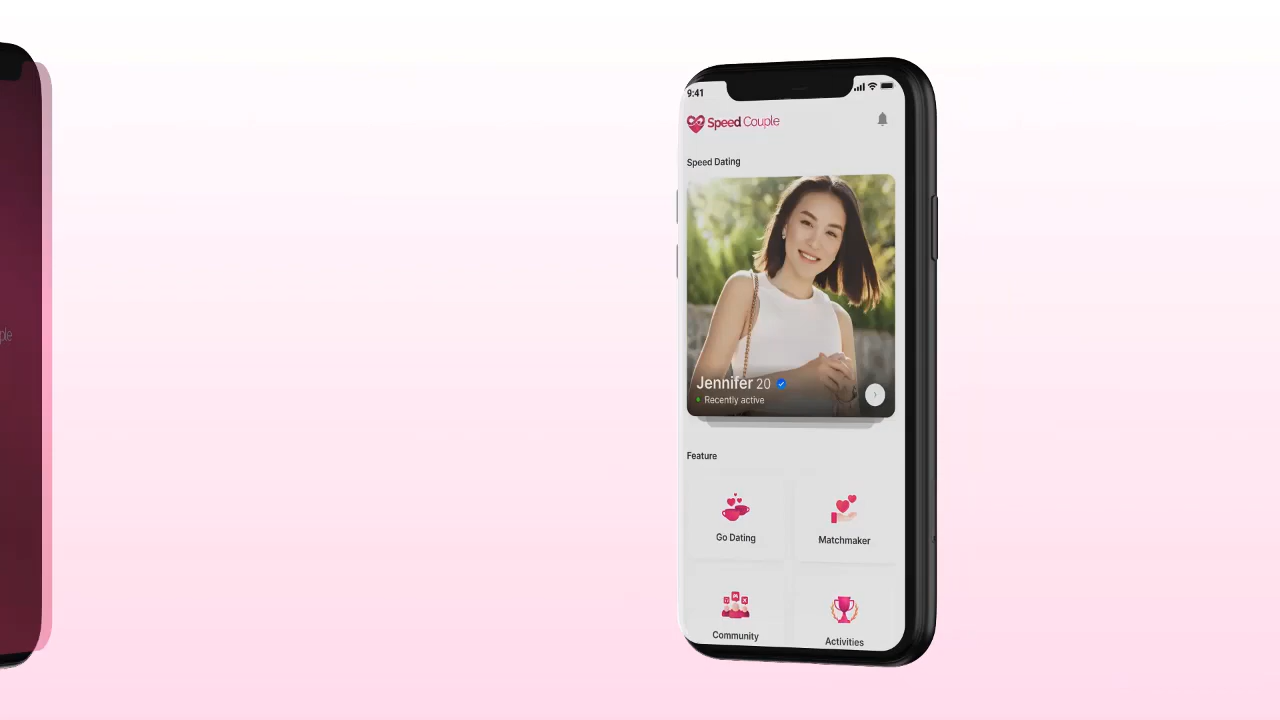 9:41
Speed Couple
Speed Dating
Jennifer 20
Recently active
Feature
Go Dating
Matchmaker
Community
Activities